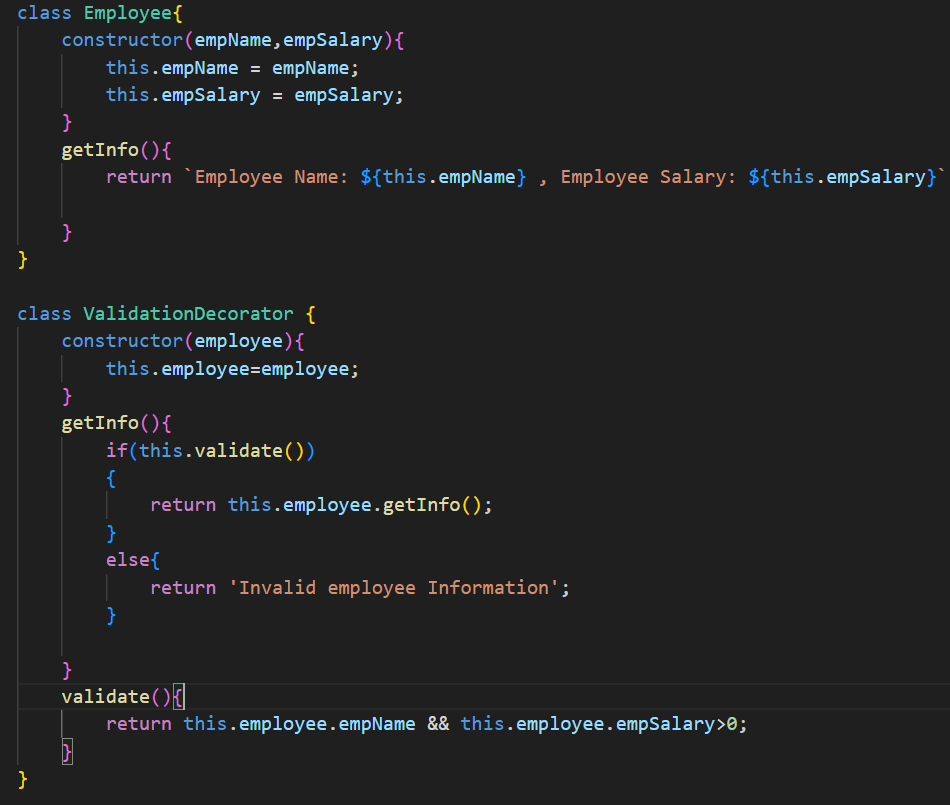 class Employee{
    constructor(empName,empSalary){
        this.empName = empName;
        this.empSalary = empSalary;
    }
    getInfo(){
        return `Employee Name: ${this.empName} , Employee Salary: ${this.empSalary}`

    }
}

class ValidationDecorator {
    constructor(employee){
        this.employee=employee;
    }
    getInfo(){
        if(this.validate())
        {
            return this.employee.getInfo();
        }
        else{
            return 'Invalid employee Information';
        }

    }
    validate(){
        return this.employee.empName && this.employee.empSalary>0;
    }
}